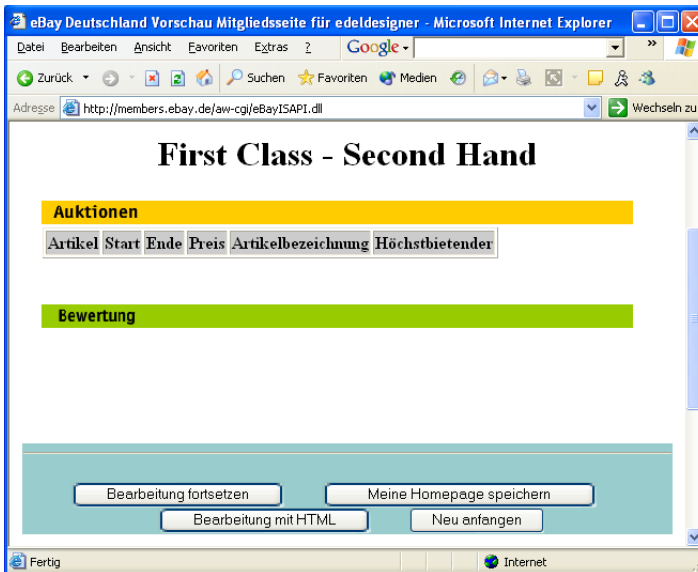 eBay Deutschland Vorschau Mitgliedsseite für edeldesigner - Microsoft Internet Explorer
Datei Bearbeiten Ansicht Favoriten Extras ? Google
Zurück Suchen Favoriten Medien
Adresse http://members.ebay.de/aw-cgi/eBayISAPI.dll Wechseln zu
First Class - Second Hand
Auktionen
Artikel Start Ende Preis Artikelbezeichnung Höchstbietender
Bewertung
Bearbeitung fortsetzen Meine Homepage speichern
Bearbeitung mit HTML Neu anfangen
Fertig Internet